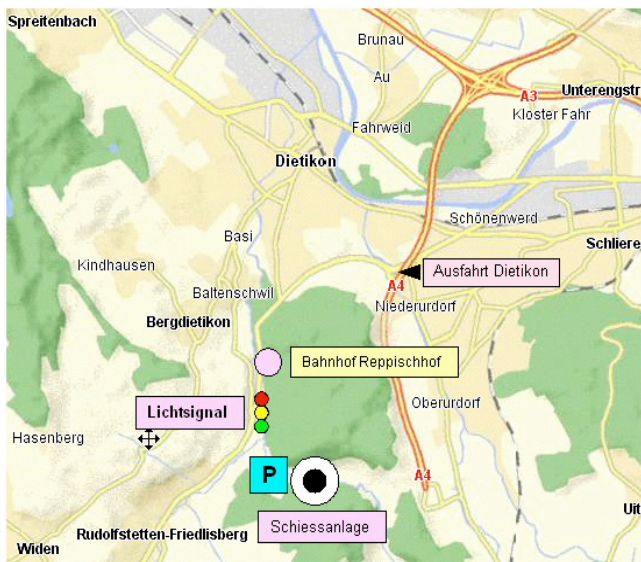 Spreitenbach
Brunau
Au
A3
Unterengstr
Kloster Fahr
Fahrweid
Dietikon
Schönenwerd
Basi
Schliere
Kindhausen
Ausfahrt Dietikon
A4
Baltenschwil
Niederurdorf
Bergdietikon
Bahnhof Reppischhof
Lichtsignal
Oberurdorf
Hasenberg
P
A4
Uit
Schiessanlage
Rudolfstetten-Friedlisberg
Widen